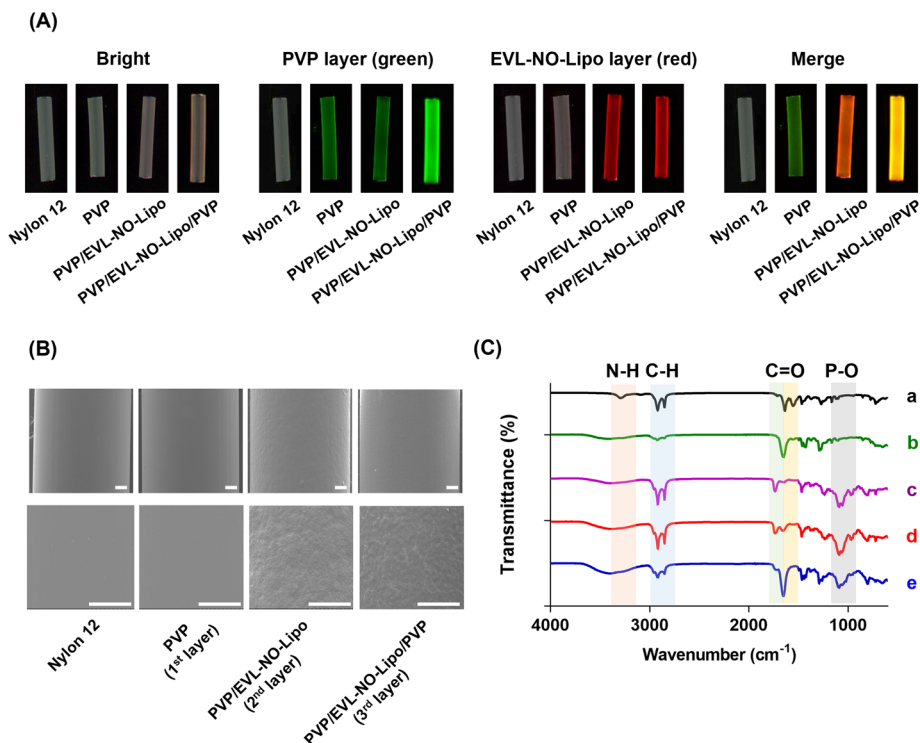 (A)
Bright
PVP layer (green)
EVL-NO-Lipo layer (red)
Merge
Nylon 12
PVP
PVP/EVL-NO-Lipo
PVP/EVL-NO-Lipo/PVP
Nylon 12
PVP
PVP/EVL-NO-Lipo
PVP/EVL-NO-Lipo/PVP
Nylon 12
PVP
PVP/EVL-NO-Lipo
PVP/EVL-NO-Lipo/PVP
Nylon 12
PVP
PVP/EVL-NO-Lipo
PVP/EVL-NO-Lipo/PVP
(B)
Nylon 12
PVP
(1st layer)
PVP/EVL-NO-Lipo
(2nd layer)
PVP/EVL-NO-Lipo/PVP
(3rd layer)
(C)
N-H C-H C=O P-O
a
b
c
d
e
Transmittance (%)
4000 3000 2000 1000
Wavenumber (cm-1)